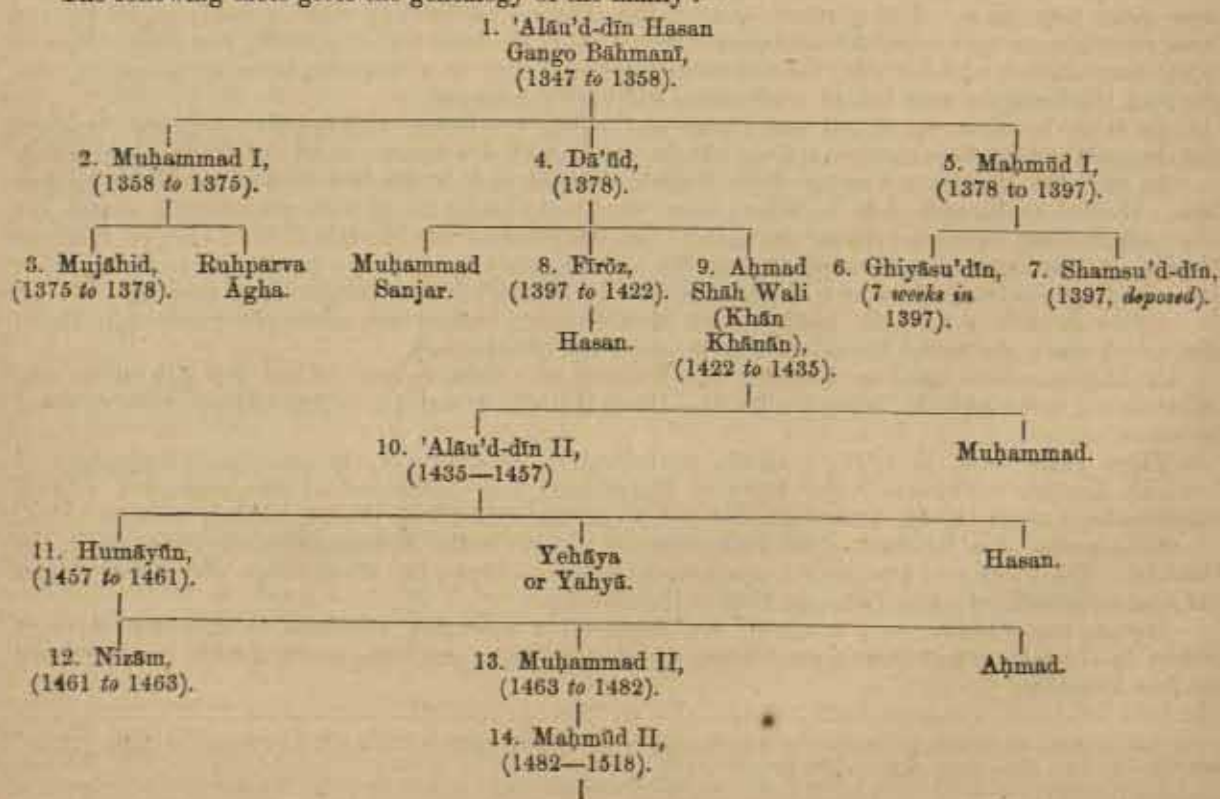 1. 'Alāu'd-dīn Hasan
Gango Bāhmanī,
(1347 to 1358).
2. Muḥammad I,
(1358 to 1375).
4. Dā'ūd,
(1378).
5. Maḥmūd I,
(1378 to 1397).
3. Mujāhid,
(1375 to 1378).
Ruhparva
Āgha.
Muḥammad
Sanjar.
8. Fīrōz,
(1397 to 1422).
Hasan.
9. Aḥmad
Shāh Wali
(Khān
Khānān),
(1422 to 1435).
6. Ghiyāsu'dīn,
(7 weeks in
1397).
7. Shamsu'd-dīn,
(1397, deposed).
10. 'Alāu'd-dīn II,
(1435—1457)
Muḥammad.
11. Humāyūn,
(1457 to 1461).
Yehāya
or Yahyā.
Hasan.
12. Nizām,
(1461 to 1463).
13. Muḥammad II,
(1463 to 1482).
Aḥmad.
14. Maḥmūd II,
(1482—1518).